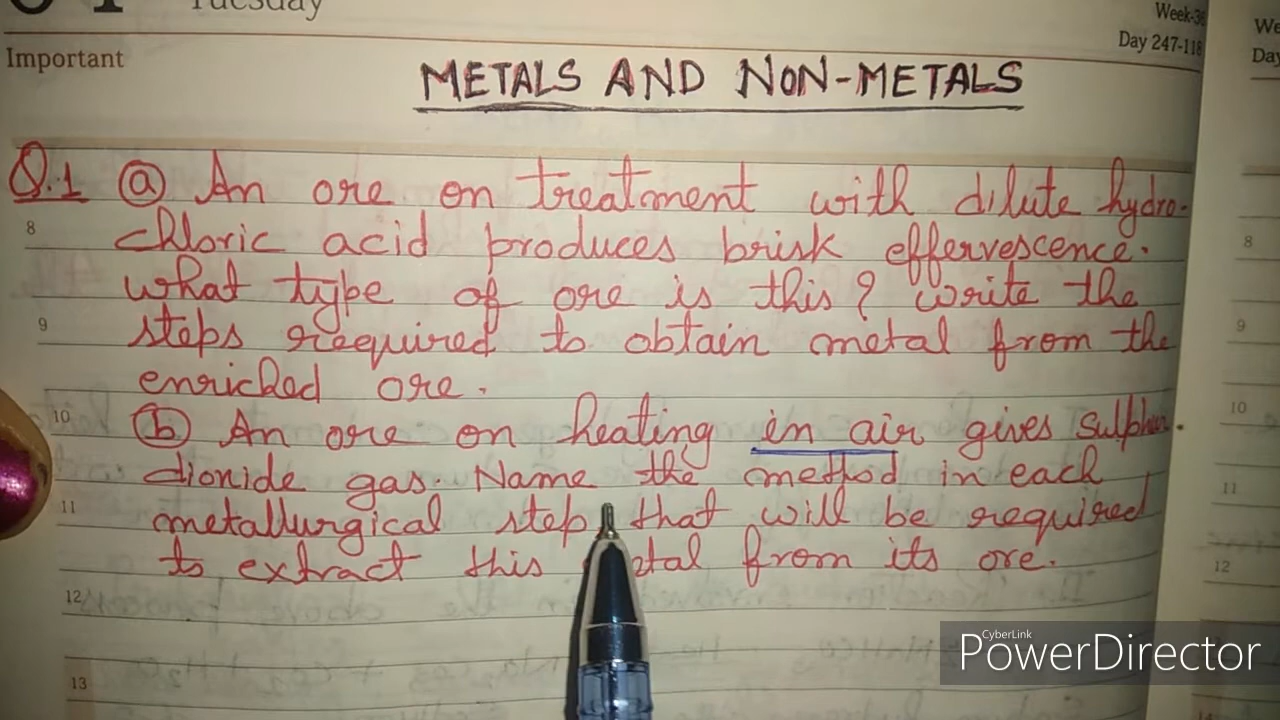 Tuesday
Week-36
Day 247-118
We
Day
Important
METALS AND NON-METALS
Q.1 (a) An ore on treatment with dilute hydro-
8
chloric acid produces brisk effervescence.
8
what type of ore is this? Write the
9
steps required to obtain metal from the
9
enriched ore.
10
(b) An ore on heating in air gives sulphur
10
dioxide gas. Name the method in each
11
metallurgical step that will be required
11
to extract this etal from its ore.
12
12
13
CyberLink
PowerDirector